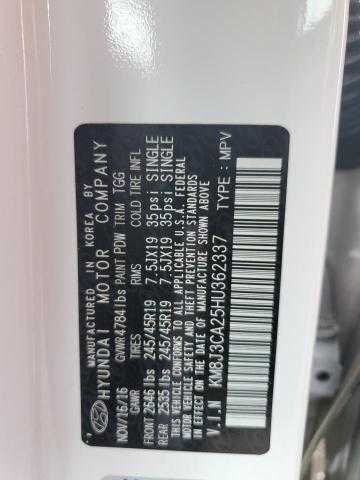 MANUFACTURED IN KOREA BY
HYUNDAI MOTOR COMPANY
NOV/16/16 GVWR 4784 lbs PAINT PDW TRIM TGG
GAWR RIMS COLD TIRE INFL
FRONT 2646 lbs 245/45R19 7.5JX19 35psi SINGLE
REAR 2535 lbs 245/45R19 7.5JX19 35psi SINGLE
THIS VEHICLE CONFORMS TO ALL APPLICABLE U.S.A. FEDERAL
MOTOR VEHICLE SAFETY AND THEFT PREVENTION STANDARDS
IN EFFECT ON THE DATE OF MANUFACTURE SHOWN ABOVE
V.I.N KM8J3CA25HU362337 TYPE : MPV